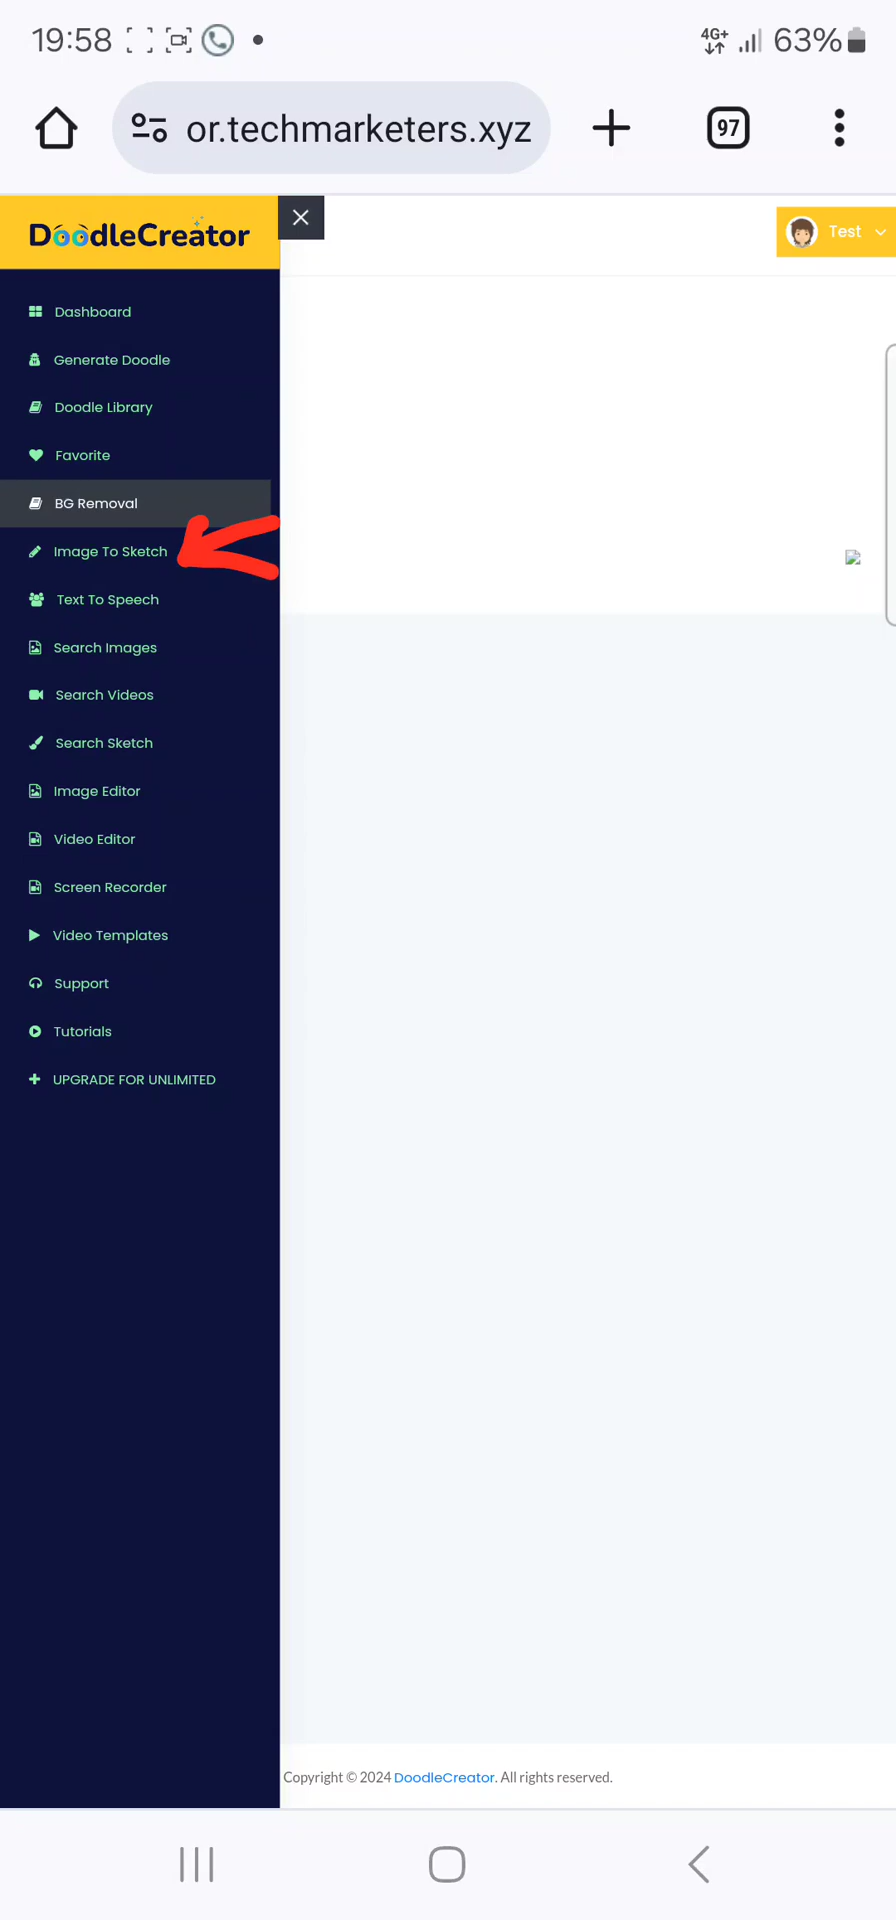 19:58
4G+
63%
or.techmarketers.xyz
97
DoodleCreator
Test
Dashboard
Generate Doodle
Doodle Library
Favorite
BG Removal
Image To Sketch
Text To Speech
Search Images
Search Videos
Search Sketch
Image Editor
Video Editor
Screen Recorder
Video Templates
Support
Tutorials
UPGRADE FOR UNLIMITED
Copyright © 2024 DoodleCreator. All rights reserved.